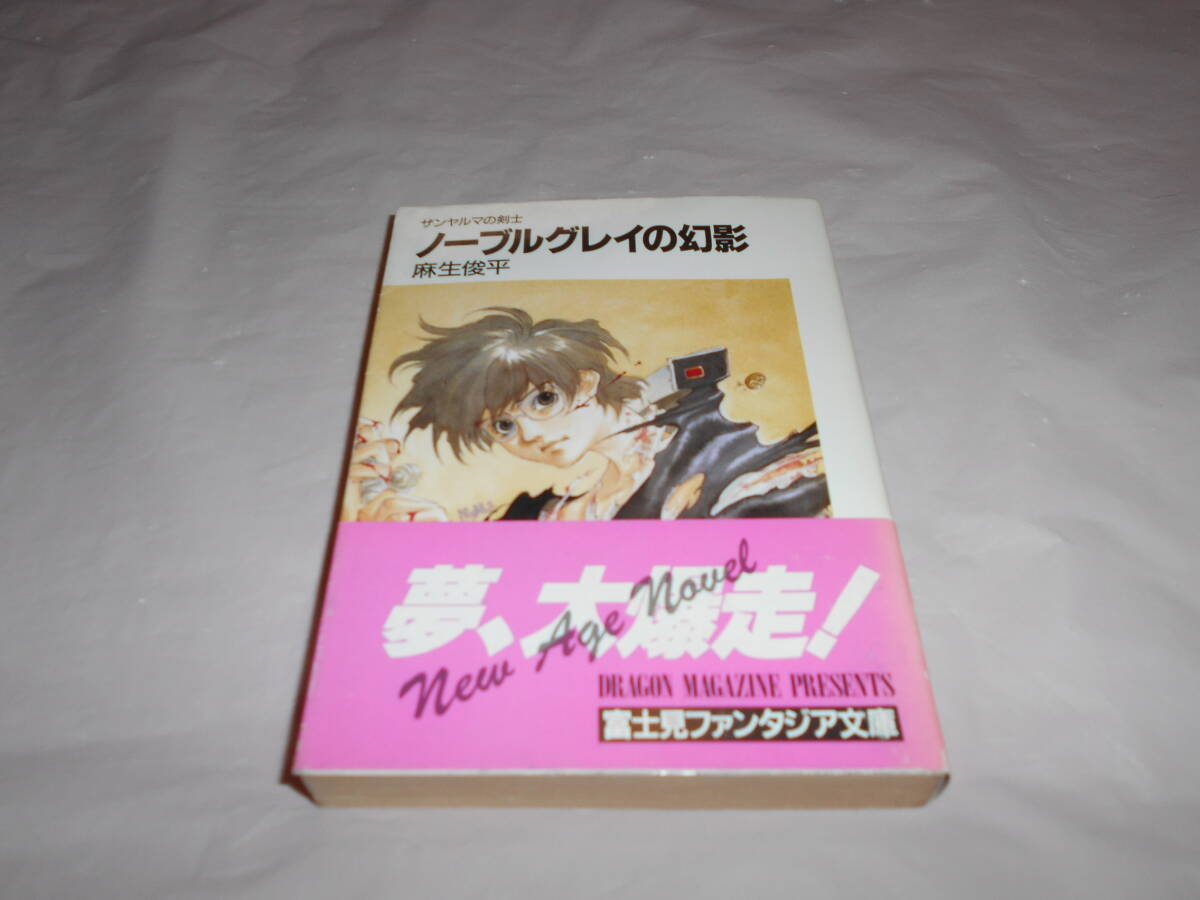 ザンヤルマの剣士
ノーブルグレイの幻影
麻生俊平
夢、大爆走!
New Age Novel
DRAGON MAGAZINE PRESENTS
富士見ファンタジア文庫